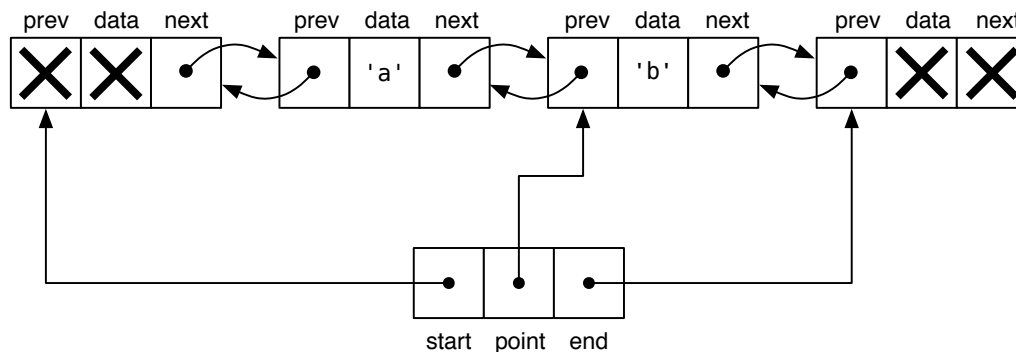 prev data next prev data next prev data next prev data next
'a' 'b'
start point end